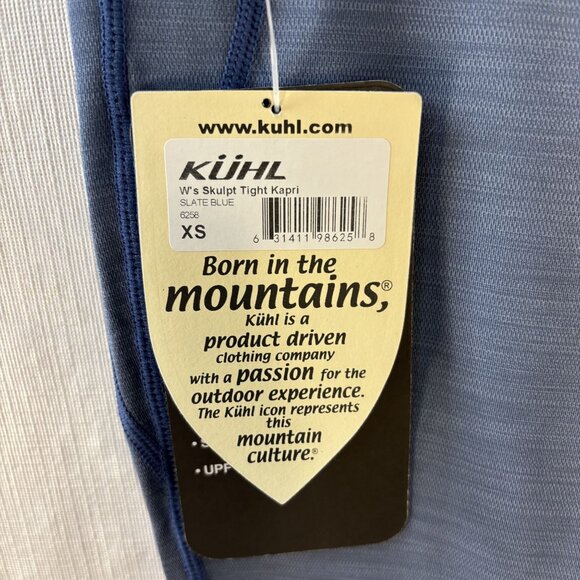 www.kuhl.com
KÜHL
W's Skulpt Tight Kapri
SLATE BLUE
6256
XS
6 31411 98625 8
Born in the
mountains,®
Kühl is a
product driven
clothing company
with a passion for the
outdoor experience.
The Kühl icon represents
this
mountain
culture.®
• UPF